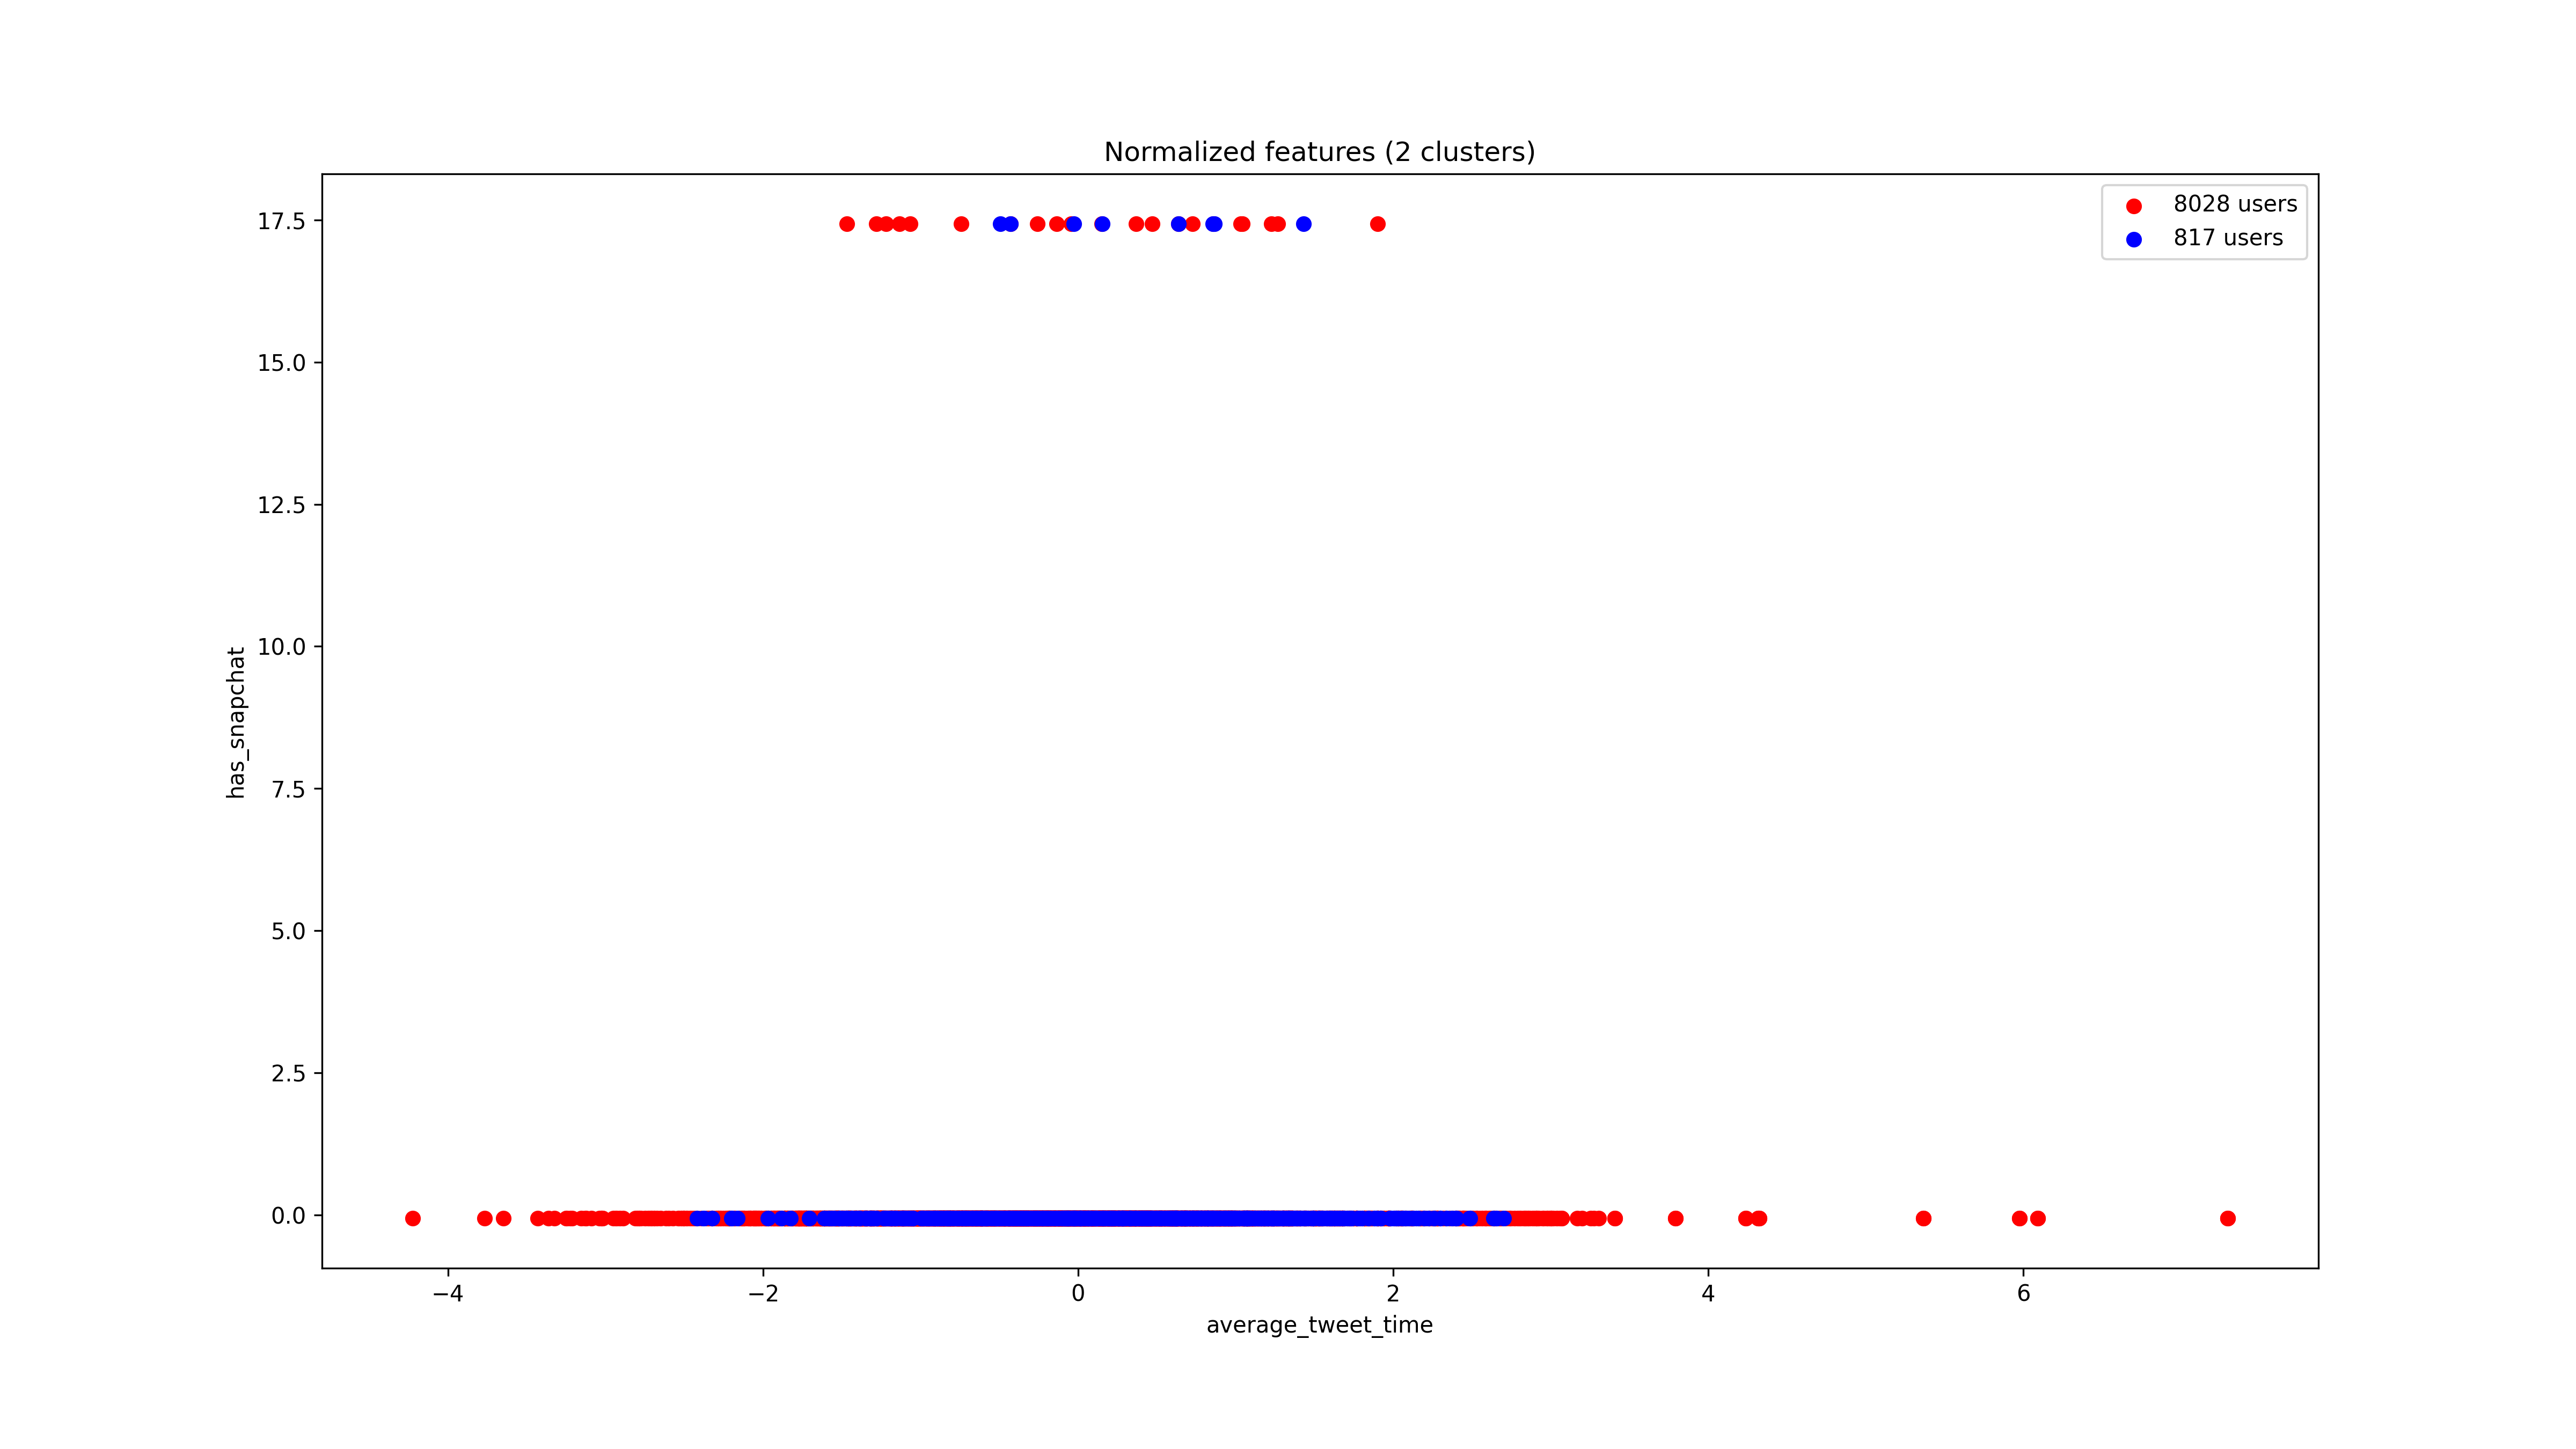 Normalized features (2 clusters)
8028 users
817 users
17.5
15.0
12.5
10.0
7.5
5.0
2.5
0.0
has_snapchat
−4
−2
0
2
4
6
average_tweet_time